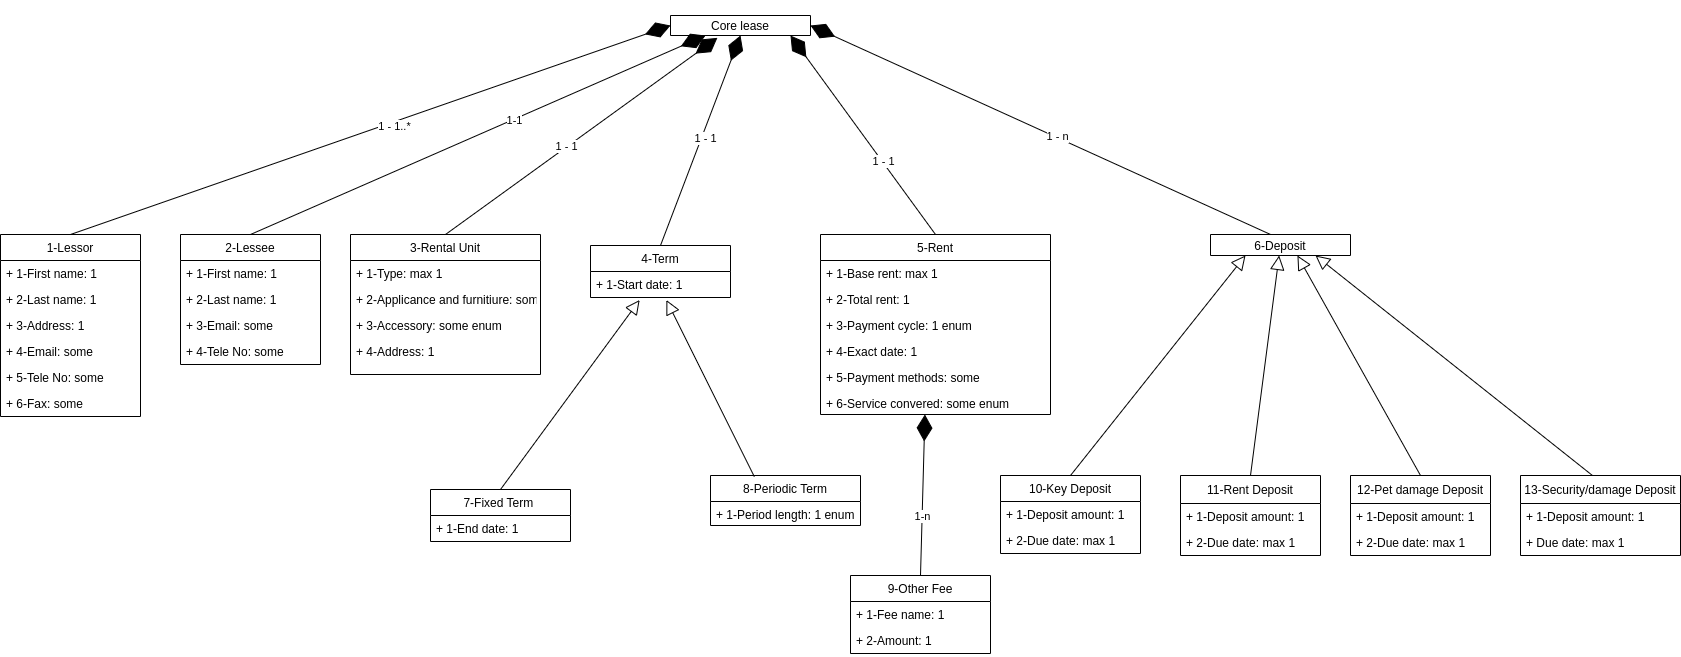 Core lease
1 - 1..*
1-1
1 - 1
1 - 1
1 - 1
1 - n
1-Lessor
+ 1-First name: 1
+ 2-Last name: 1
+ 3-Address: 1
+ 4-Email: some
+ 5-Tele No: some
+ 6-Fax: some
2-Lessee
+ 1-First name: 1
+ 2-Last name: 1
+ 3-Email: some
+ 4-Tele No: some
3-Rental Unit
+ 1-Type: max 1
+ 2-Applicance and furnitiure: som
+ 3-Accessory: some enum
+ 4-Address: 1
4-Term
+ 1-Start date: 1
5-Rent
+ 1-Base rent: max 1
+ 2-Total rent: 1
+ 3-Payment cycle: 1 enum
+ 4-Exact date: 1
+ 5-Payment methods: some
+ 6-Service convered: some enum
6-Deposit
7-Fixed Term
+ 1-End date: 1
8-Periodic Term
+ 1-Period length: 1 enum
1-n
9-Other Fee
+ 1-Fee name: 1
+ 2-Amount: 1
10-Key Deposit
+ 1-Deposit amount: 1
+ 2-Due date: max 1
11-Rent Deposit
+ 1-Deposit amount: 1
+ 2-Due date: max 1
12-Pet damage Deposit
+ 1-Deposit amount: 1
+ 2-Due date: max 1
13-Security/damage Deposit
+ 1-Deposit amount: 1
+ Due date: max 1